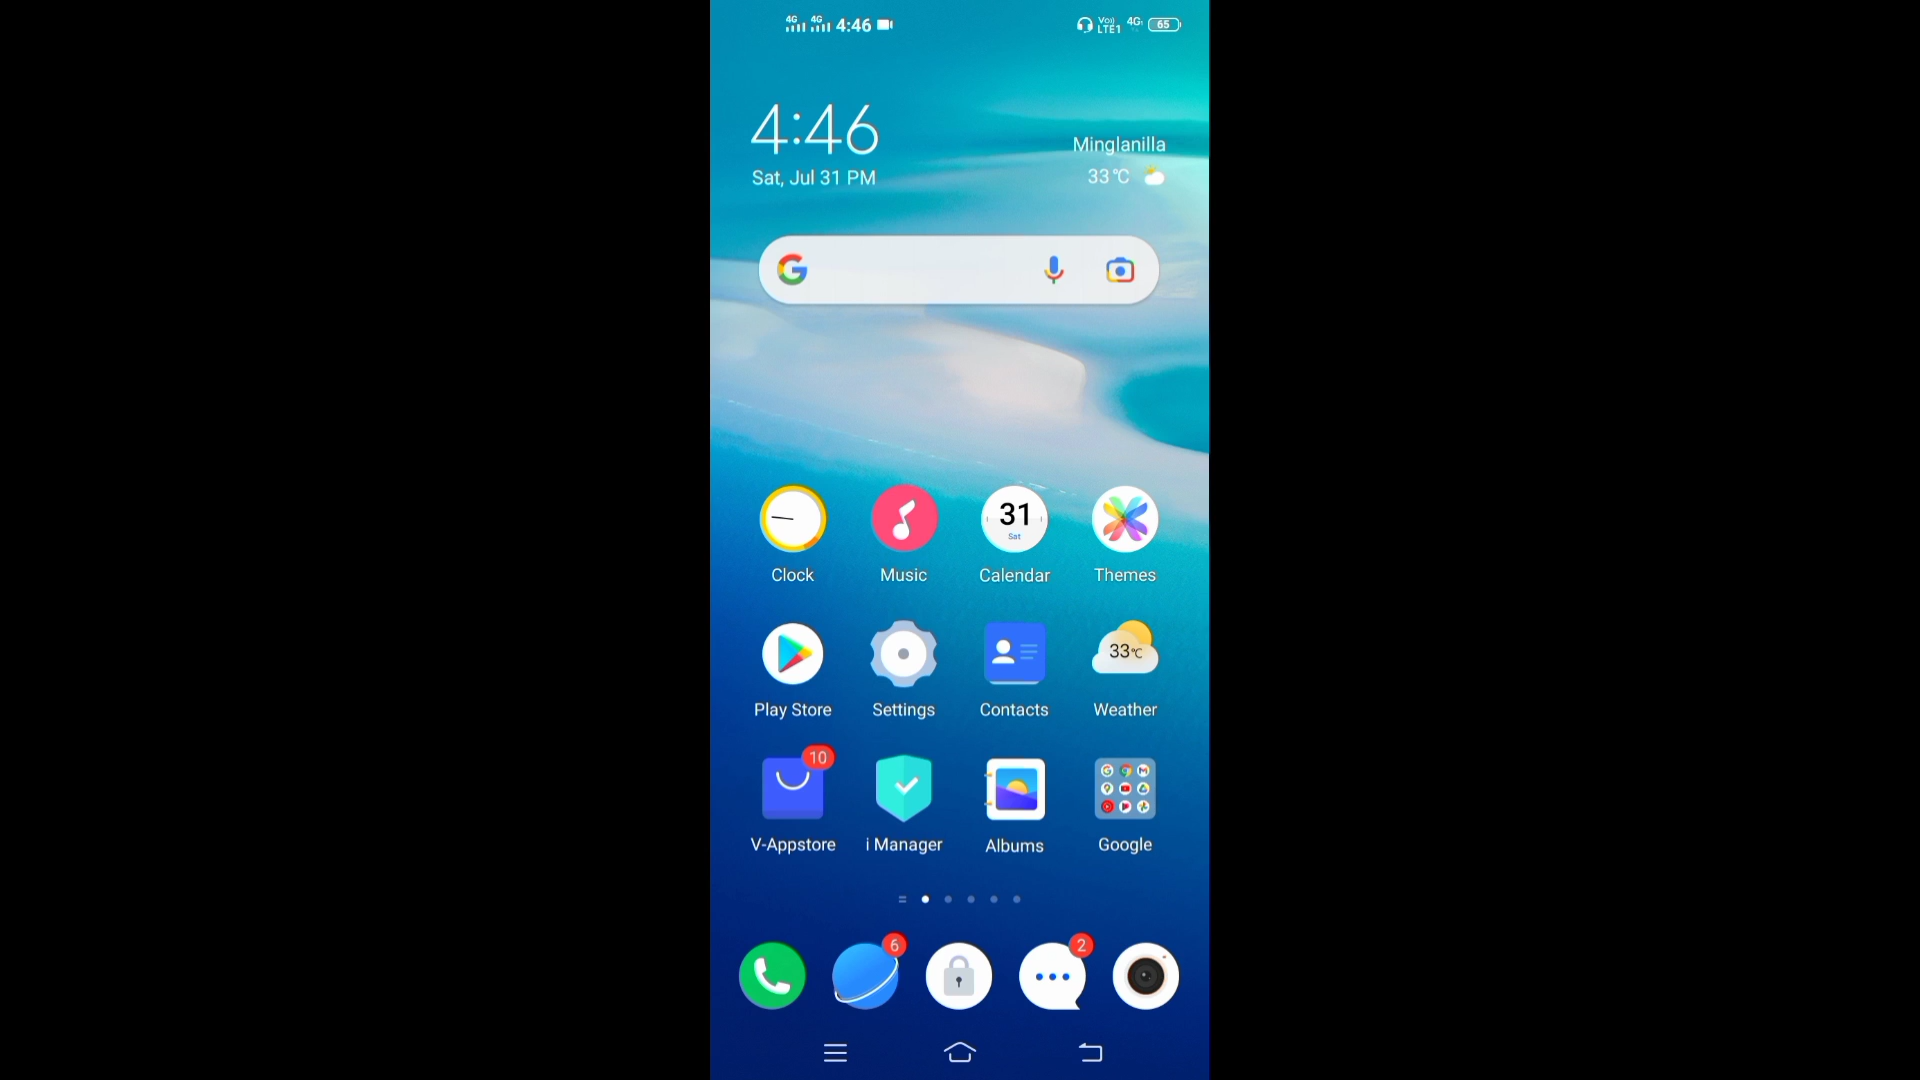 4G 4G 4:46 Vo) LTE1 4G 65
4:46
Sat, Jul 31 PM
Minglanilla
33°C
G
31
Sat
Clock Music Calendar Themes
33°C
Play Store Settings Contacts Weather
10
V-Appstore i Manager Albums Google
6 2